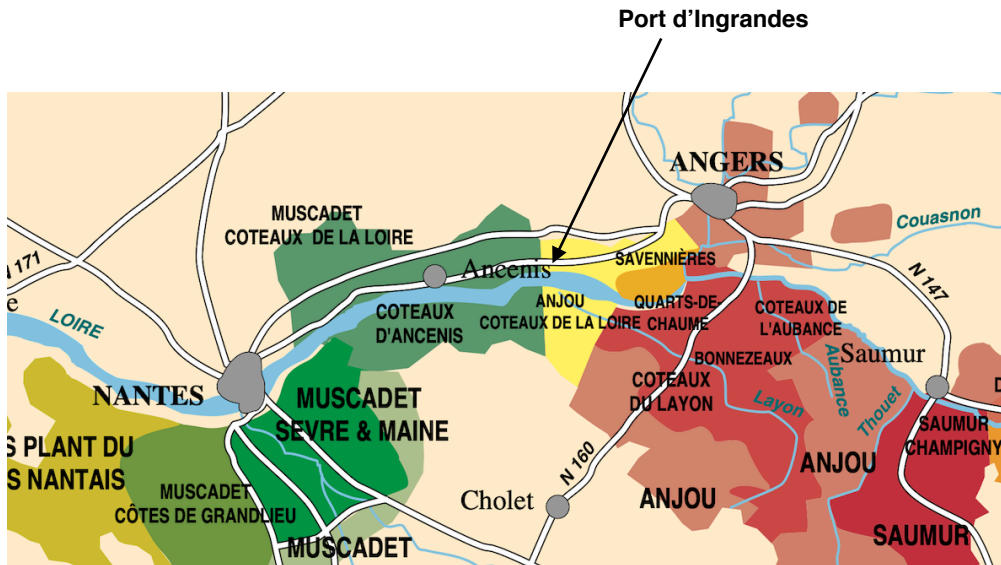 Port d’Ingrandes
ANGERS
MUSCADET
COTEAUX DE LA LOIRE
Couasnon
N 171
SAVENNIÈRES
Ancenis
N 147
e
LOIRE
COTEAUX
D'ANCENIS
ANJOU
COTEAUX DE LA LOIRE
QUARTS-DE-
CHAUME
COTEAUX DE
L'AUBANCE
BONNEZEAUX
Aubance
Saumur
NANTES
MUSCADET
SEVRE & MAINE
COTEAUX
DU LAYON
Layon
Thouet
D
SAUMUR
CHAMPIGNY
S PLANT DU
S NANTAIS
MUSCADET
CÔTES DE GRANDLIEU
N 160
Cholet
ANJOU
ANJOU
SAUMUR
MUSCADET